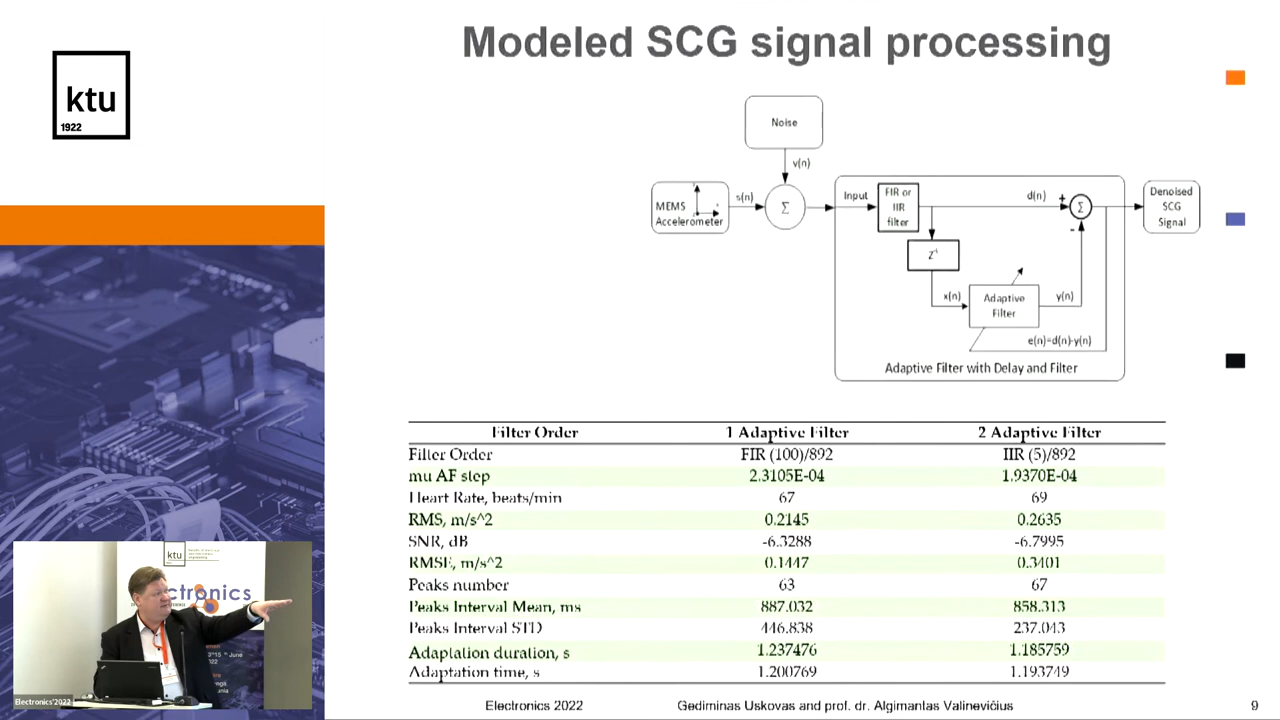 Modeled SCG signal processing
ktu
1922
Noise
v(n)
MEMS
Accelerometer
s(n)
Σ
Input
FIR or
IIR
filter
d(n)
+
Σ
-
Denoised
SCG
Signal
Z⁻¹
x(n)
Adaptive
Filter
y(n)
e(n)=d(n)-y(n)
Adaptive Filter with Delay and Filter
Filter Order 1 Adaptive Filter 2 Adaptive Filter
Filter Order FIR (100)/892 IIR (5)/892
mu AF step 2.3105E-04 1.9370E-04
Heart Rate, beats/min 67 69
RMS, m/s^2 0.2145 0.2635
SNR, dB -6.3288 -6.7995
RMSE, m/s^2 0.1447 0.3401
Peaks number 63 67
Peaks Interval Mean, ms 887.032 858.313
Peaks Interval STD 446.838 237.043
Adaptation duration, s 1.237476 1.185759
Adaptation time, s 1.200769 1.193749
ktu
ctronics
June
Electronics'2022
Electronics 2022 Gediminas Uskovas and prof. dr. Algimantas Valinevičius 9